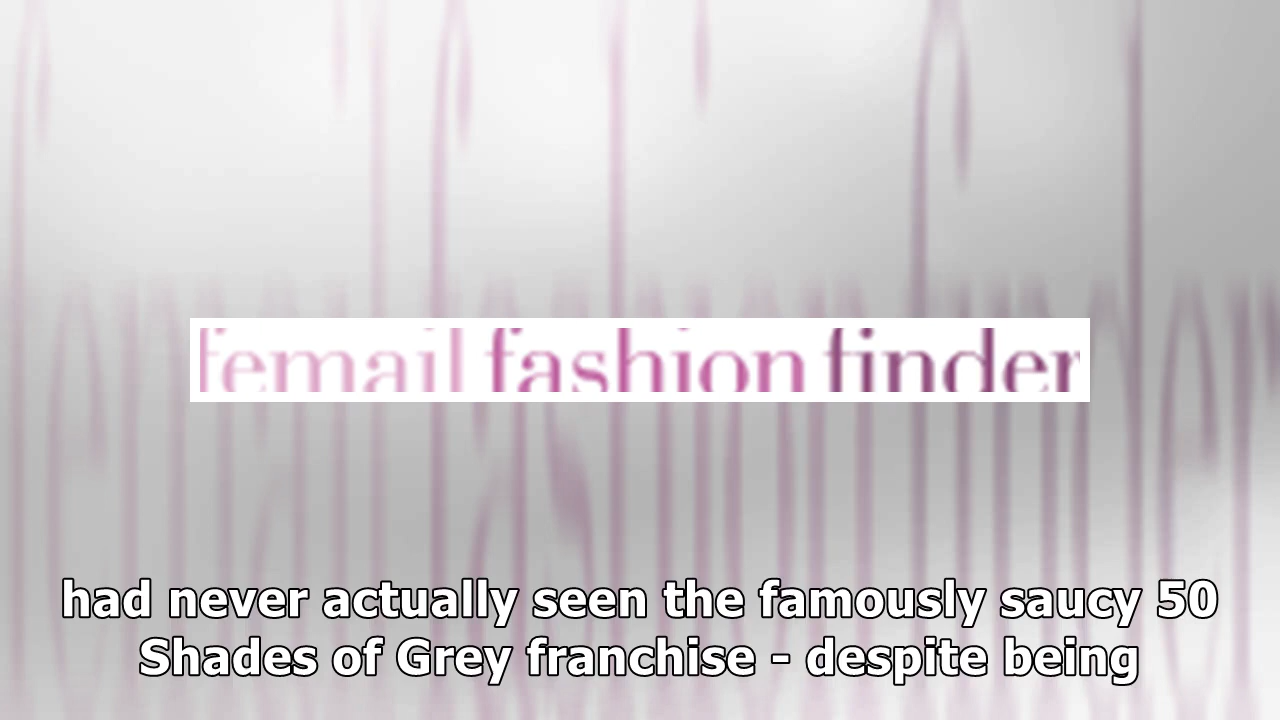 femail fashion finder
had never actually seen the famously saucy 50
Shades of Grey franchise - despite being